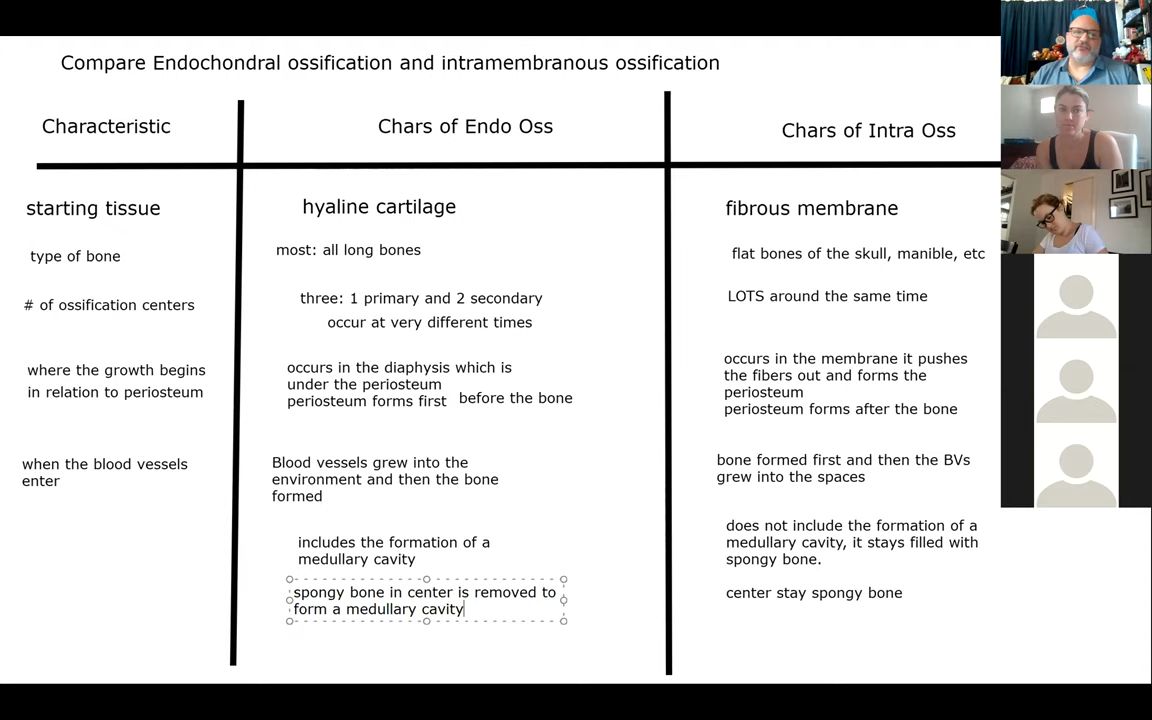 Compare Endochondral ossification and intramembranous ossification
Characteristic
Chars of Endo Oss
Chars of Intra Oss
starting tissue
hyaline cartilage
fibrous membrane
type of bone
most: all long bones
flat bones of the skull, manible, etc
# of ossification centers
three: 1 primary and 2 secondary
occur at very different times
LOTS around the same time
where the growth begins
in relation to periosteum
occurs in the diaphysis which is
under the periosteum
periosteum forms first before the bone
occurs in the membrane it pushes
the fibers out and forms the
periosteum
periosteum forms after the bone
when the blood vessels
enter
Blood vessels grew into the
environment and then the bone
formed
bone formed first and then the BVs
grew into the spaces
includes the formation of a
medullary cavity
does not include the formation of a
medullary cavity, it stays filled with
spongy bone.
spongy bone in center is removed to
form a medullary cavity
center stay spongy bone